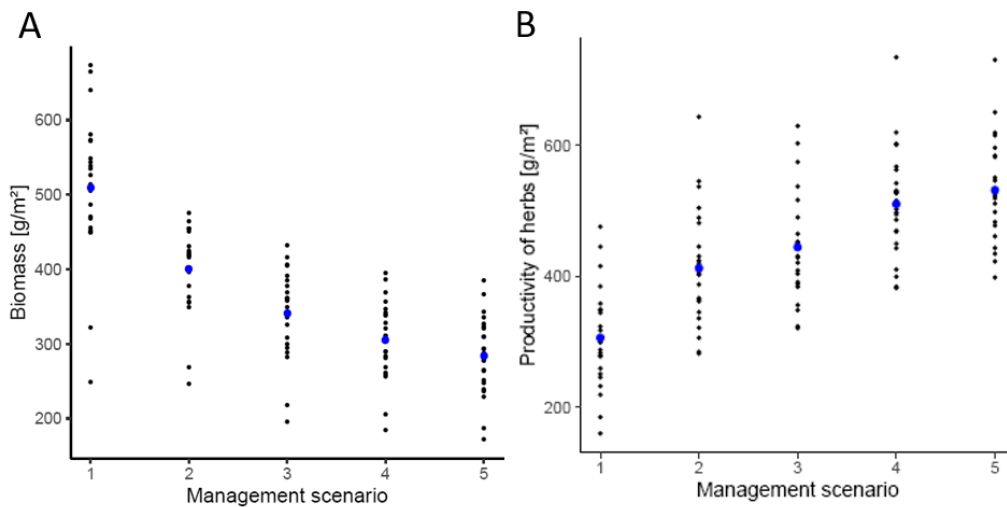 A
B
Biomass [g/m²]
600
500
400
300
200
1 2 3 4 5
Management scenario
Productivity of herbs [g/m²]
600
400
200
1 2 3 4 5
Management scenario